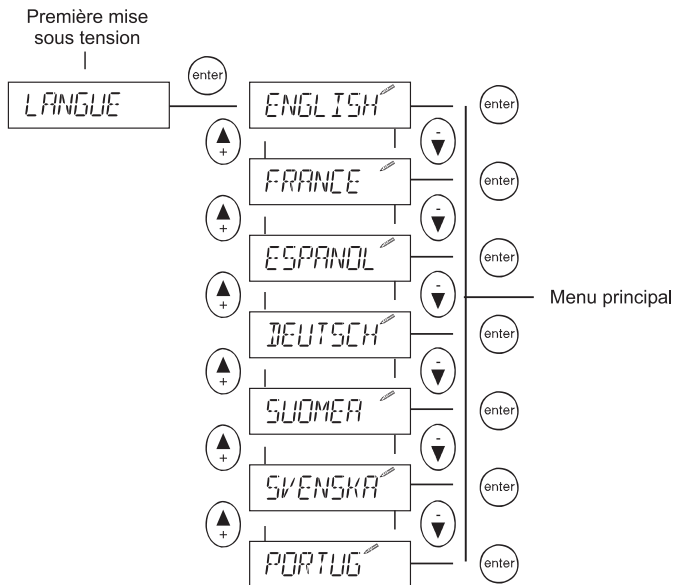 Première mise
sous tension
enter
LANGUE
ENGLISH
enter
+
-
FRANCE
enter
+
-
ESPANOL
enter
+
-
Menu principal
DEUTSCH
enter
+
-
SUOMEA
enter
+
-
SVENSKA
enter
+
-
PORTUG
enter